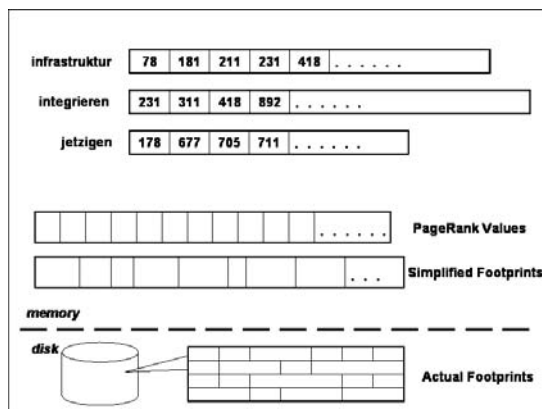 infrastruktur 78 181 211 231 418 . . . . . .
integrieren 231 311 418 892 . . . . . .
jetzigen 178 677 705 711 . . . . . .
. . . . . . PageRank Values
. . . Simplified Footprints
memory
disk
Actual Footprints